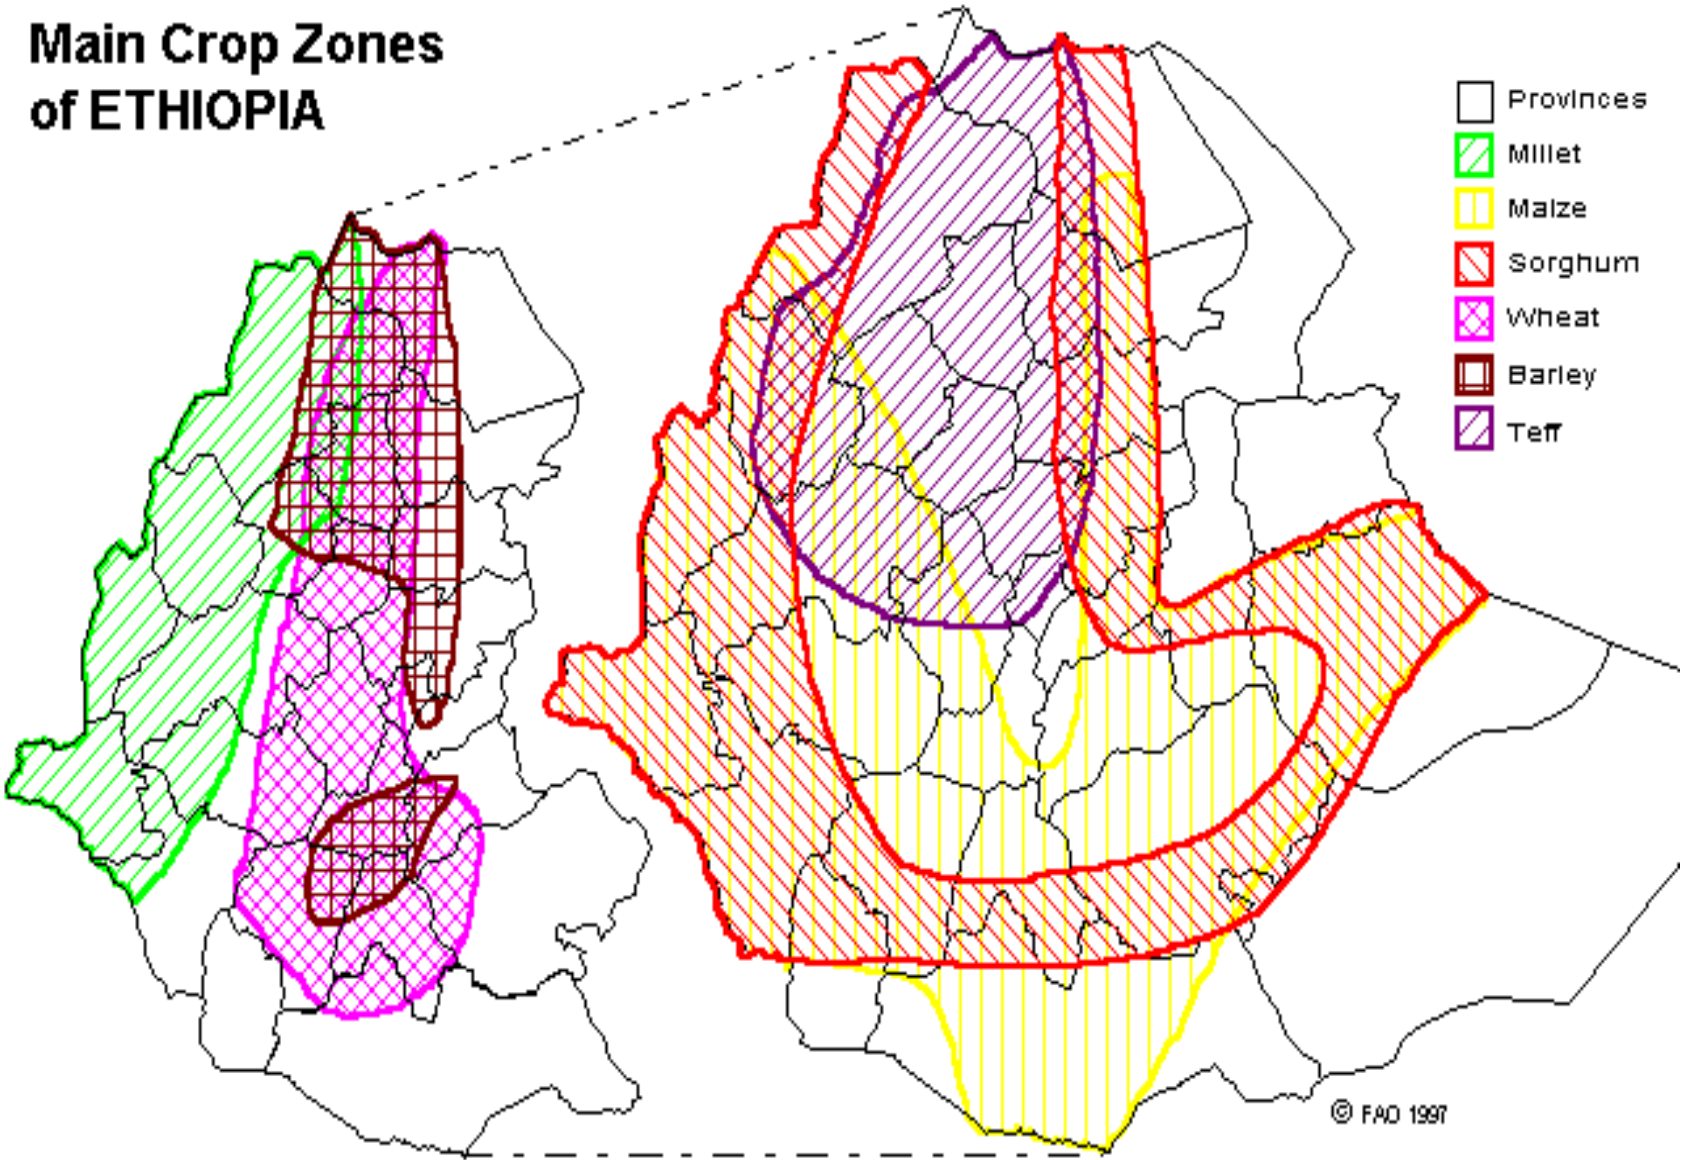 Main Crop Zones
of ETHIOPIA
Provinces
Millet
Maize
Sorghum
Wheat
Barley
Teff
© FAO 1997